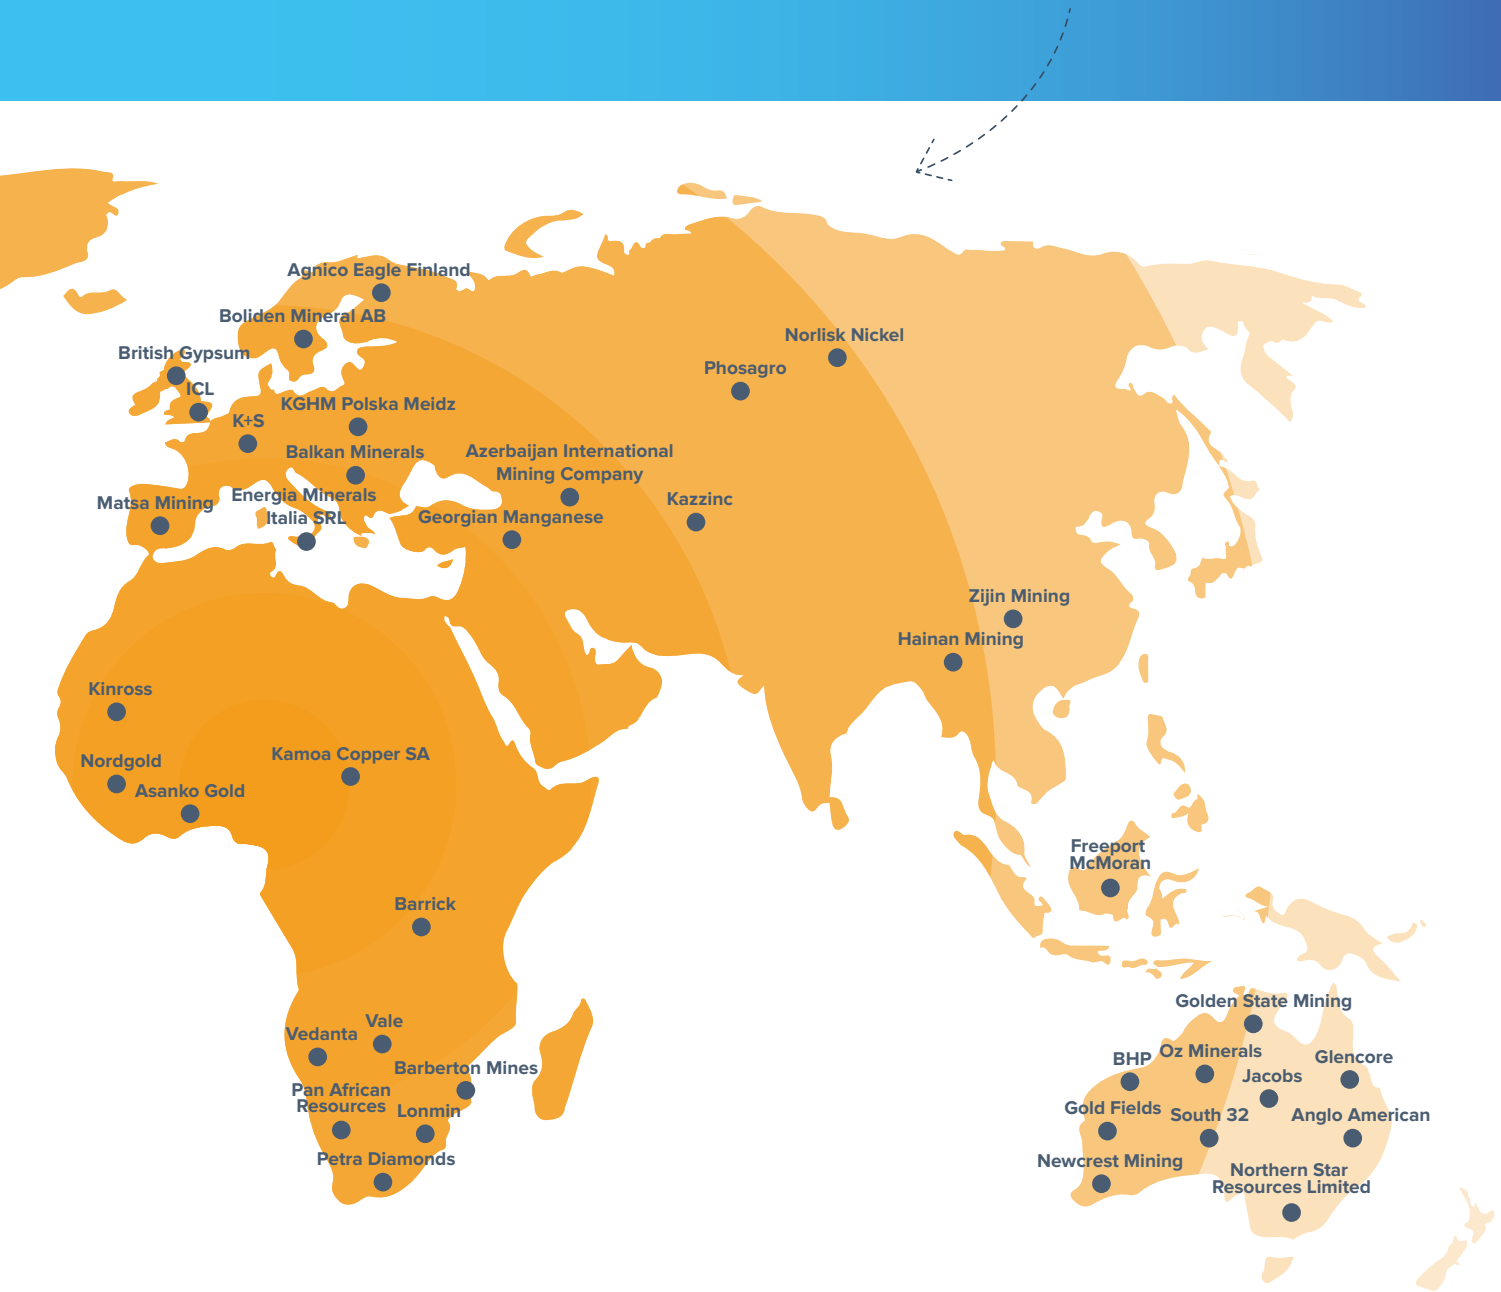 Agnico Eagle Finland
Boliden Mineral AB
Norlisk Nickel
British Gypsum
Phosagro
ICL
KGHM Polska Meidz
K+S
Balkan Minerals
Azerbaijan International
Mining Company
Energia Minerals
Italia SRL
Kazzinc
Matsa Mining
Georgian Manganese
Zijin Mining
Hainan Mining
Kinross
Kamoa Copper SA
Nordgold
Asanko Gold
Freeport
McMoran
Barrick
Golden State Mining
Vale
Vedanta
Oz Minerals
BHP
Glencore
Barberton Mines
Jacobs
Pan African
Resources
Lonmin
Gold Fields
South 32
Anglo American
Petra Diamonds
Newcrest Mining
Northern Star
Resources Limited